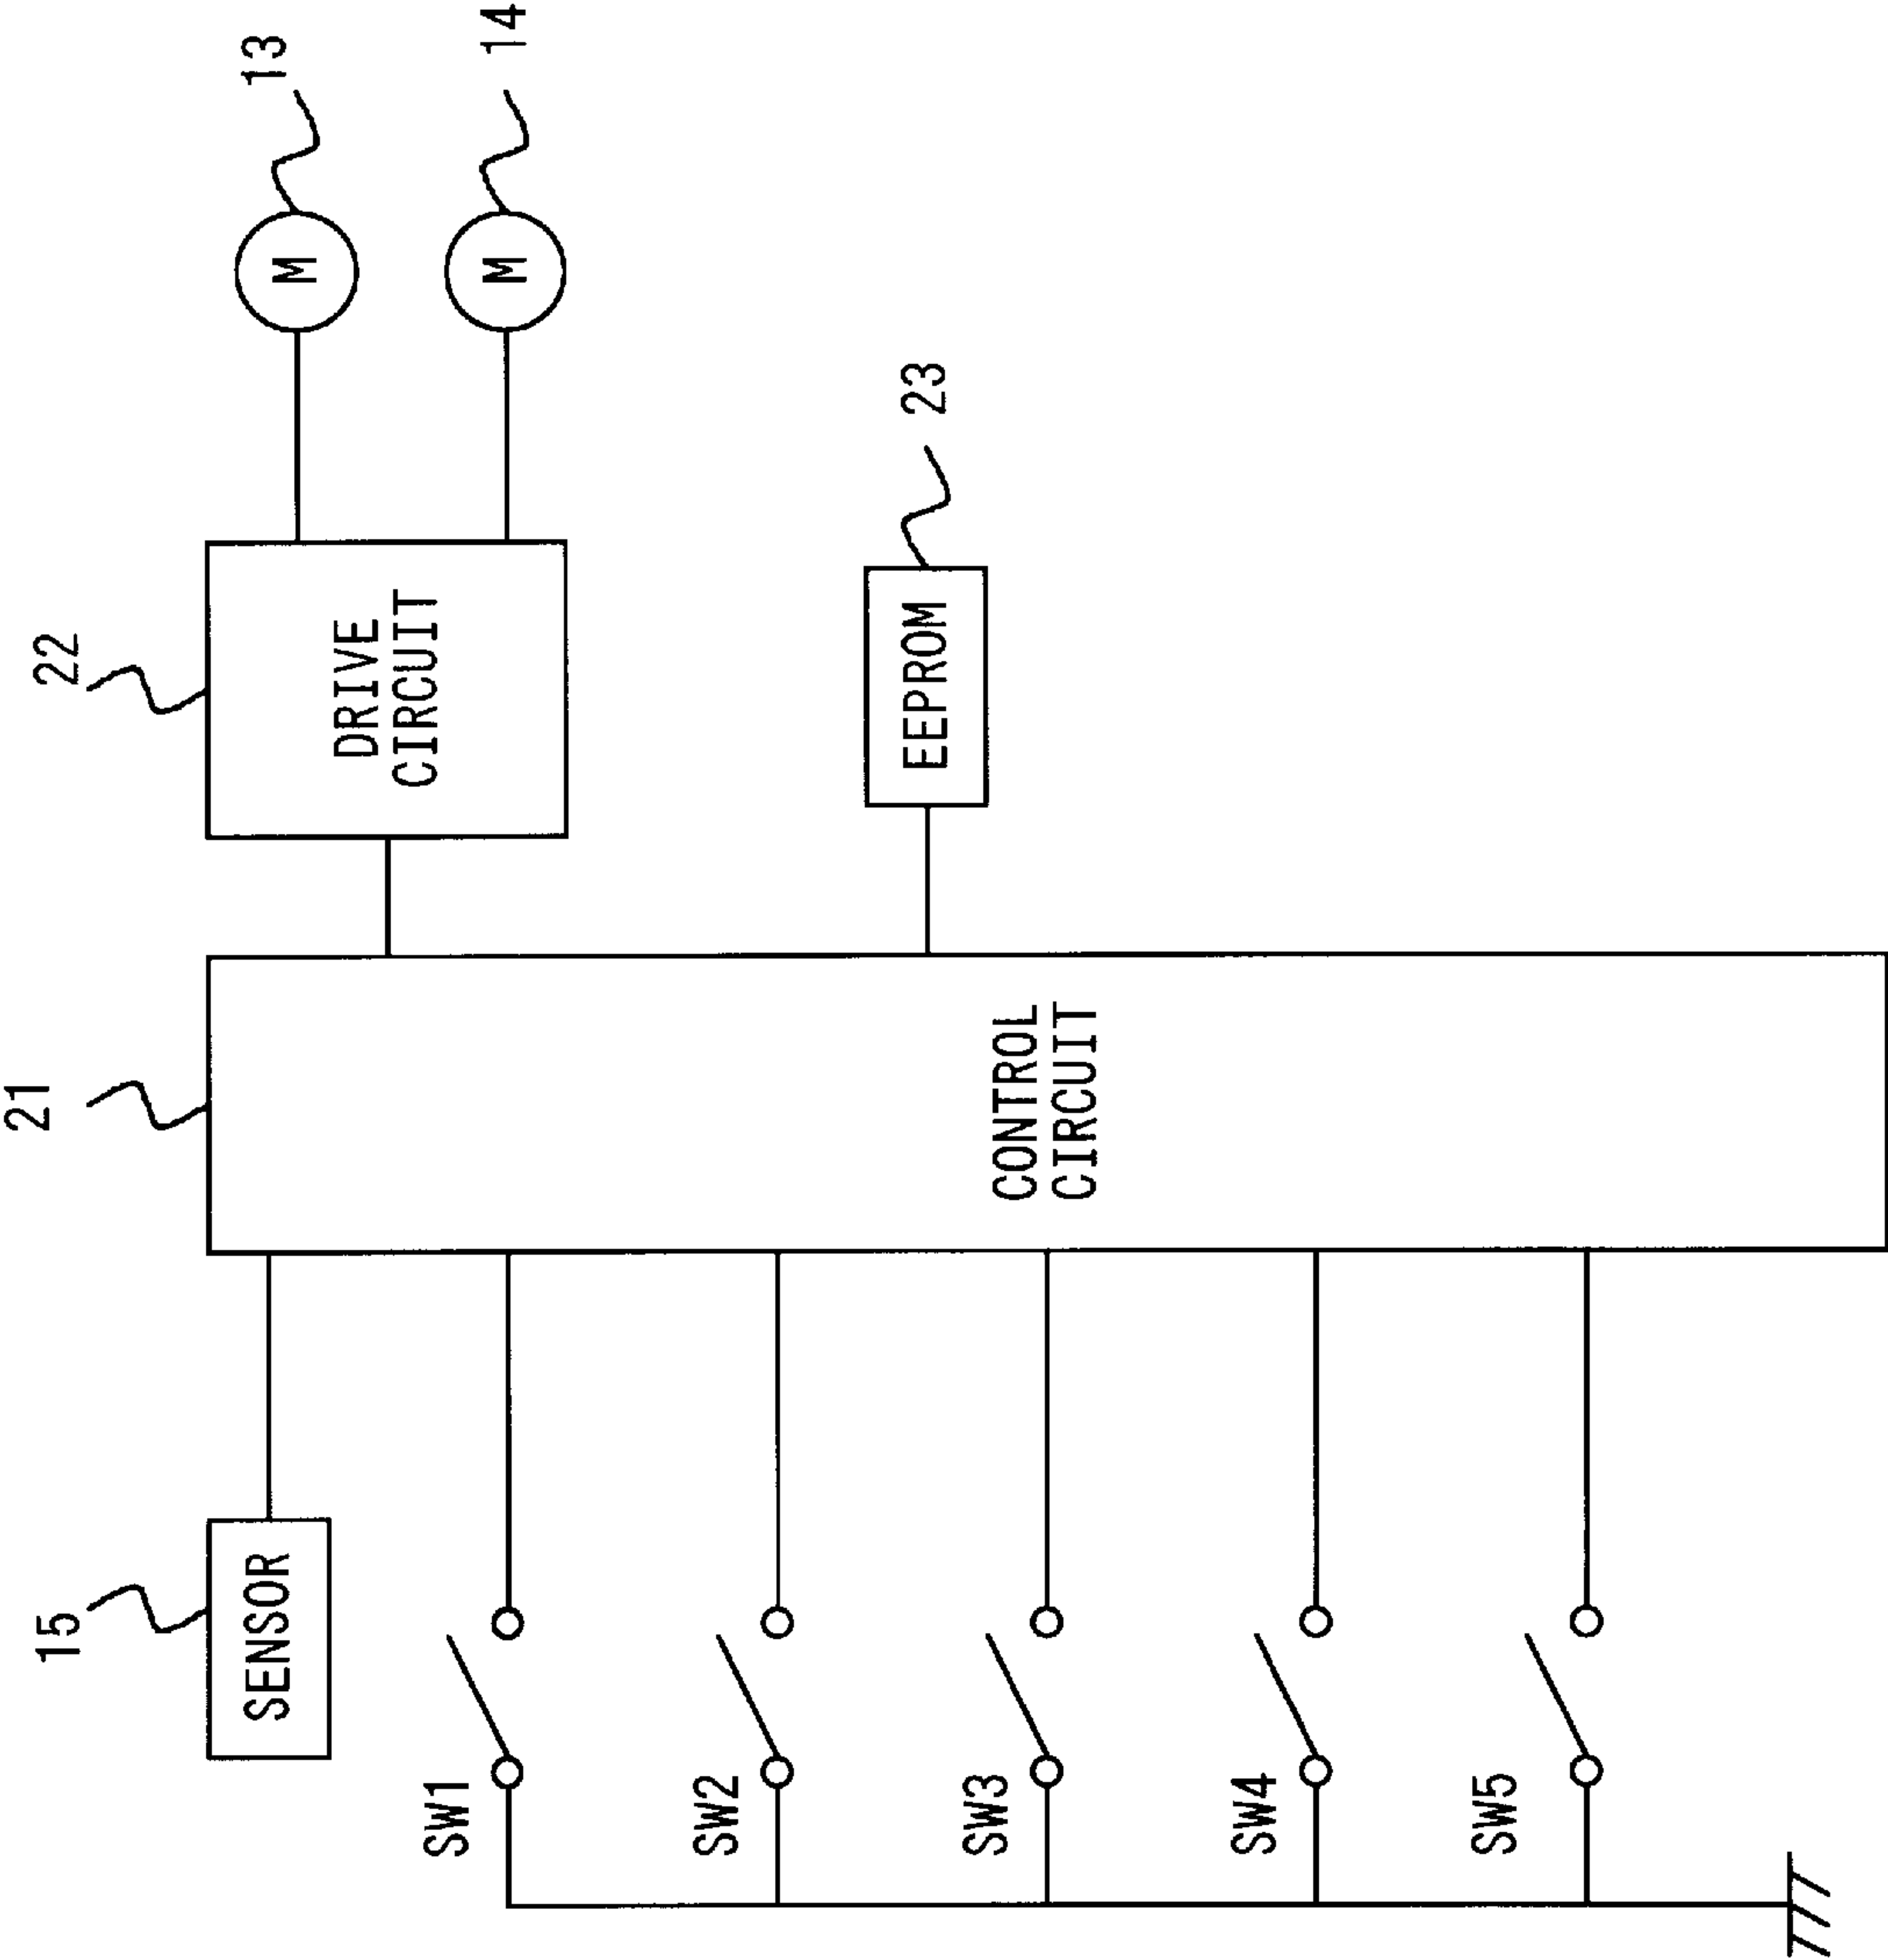 21
22
13
15
SENSOR
DRIVE
CIRCUIT
M
M
14
SW1
SW2
CONTROL
CIRCUIT
EEPROM
23
SW3
SW4
SW5